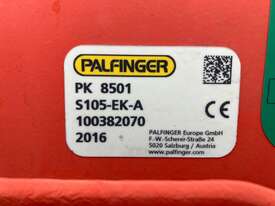 PALFINGER
PK 8501
S105-EK-A
100382070
2016
CE
PALFINGER Europe GmbH
F.-W.-Scherer-Straße 24
5020 Salzburg / Austria
www.palfinger.com